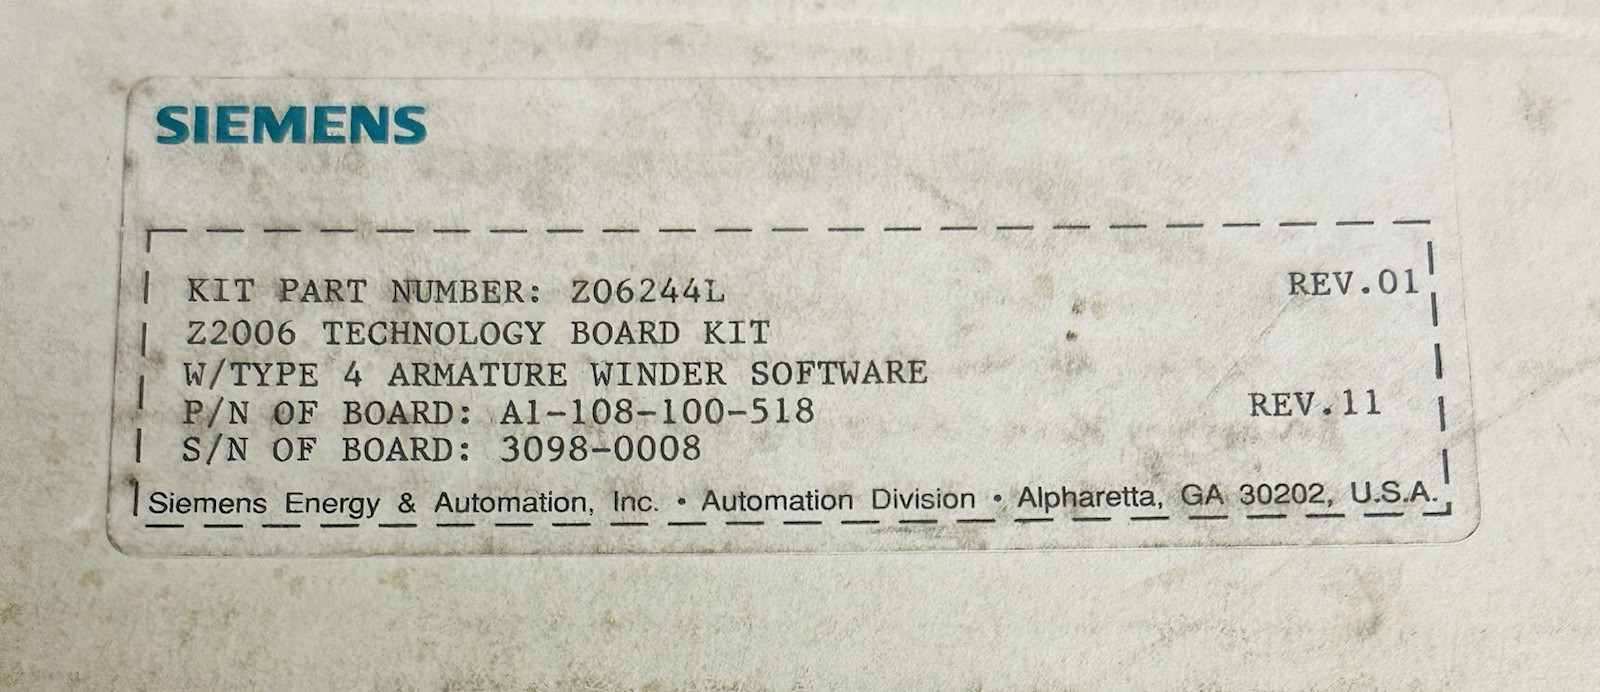 SIEMENS
KIT PART NUMBER: Z06244L REV.01
Z2006 TECHNOLOGY BOARD KIT
W/TYPE 4 ARMATURE WINDER SOFTWARE
P/N OF BOARD: A1-108-100-518 REV.11
S/N OF BOARD: 3098-0008
Siemens Energy & Automation, Inc. • Automation Division • Alpharetta, GA 30202, U.S.A.